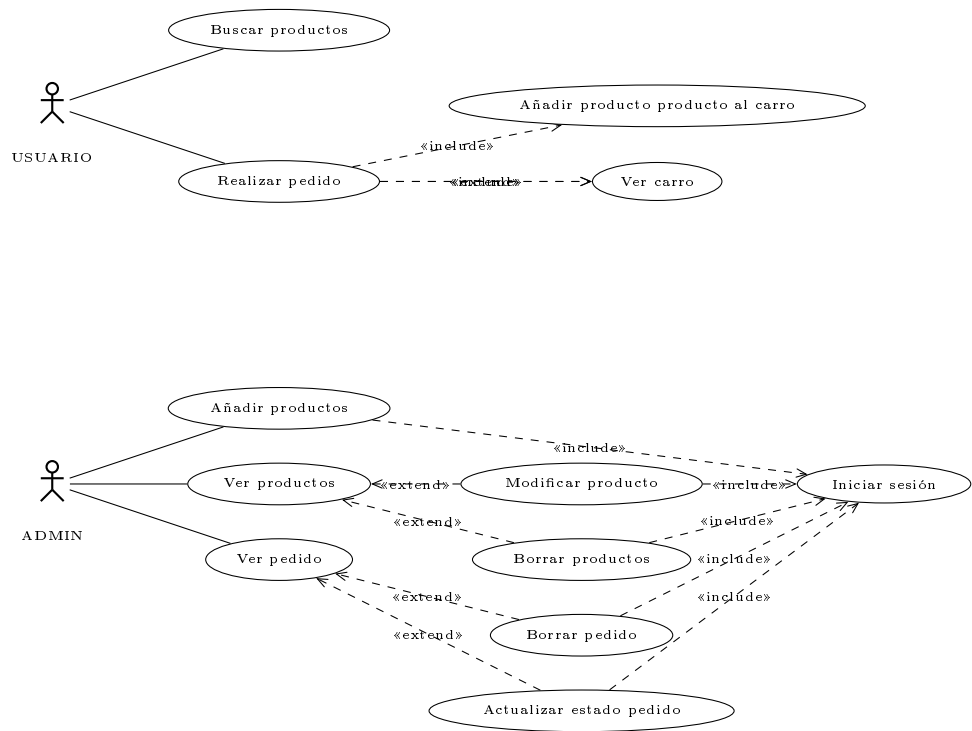 Buscar productos
Añadir producto producto al carro
«include»
USUARIO
Realizar pedido
Ver carro
Añadir productos
«include»
Ver productos
«extend»
Modificar producto
«include»
Iniciar sesión
«extend»
«include»
ADMIN
Ver pedido
Borrar productos
«include»
«extend»
«include»
Borrar pedido
«extend»
Actualizar estado pedido